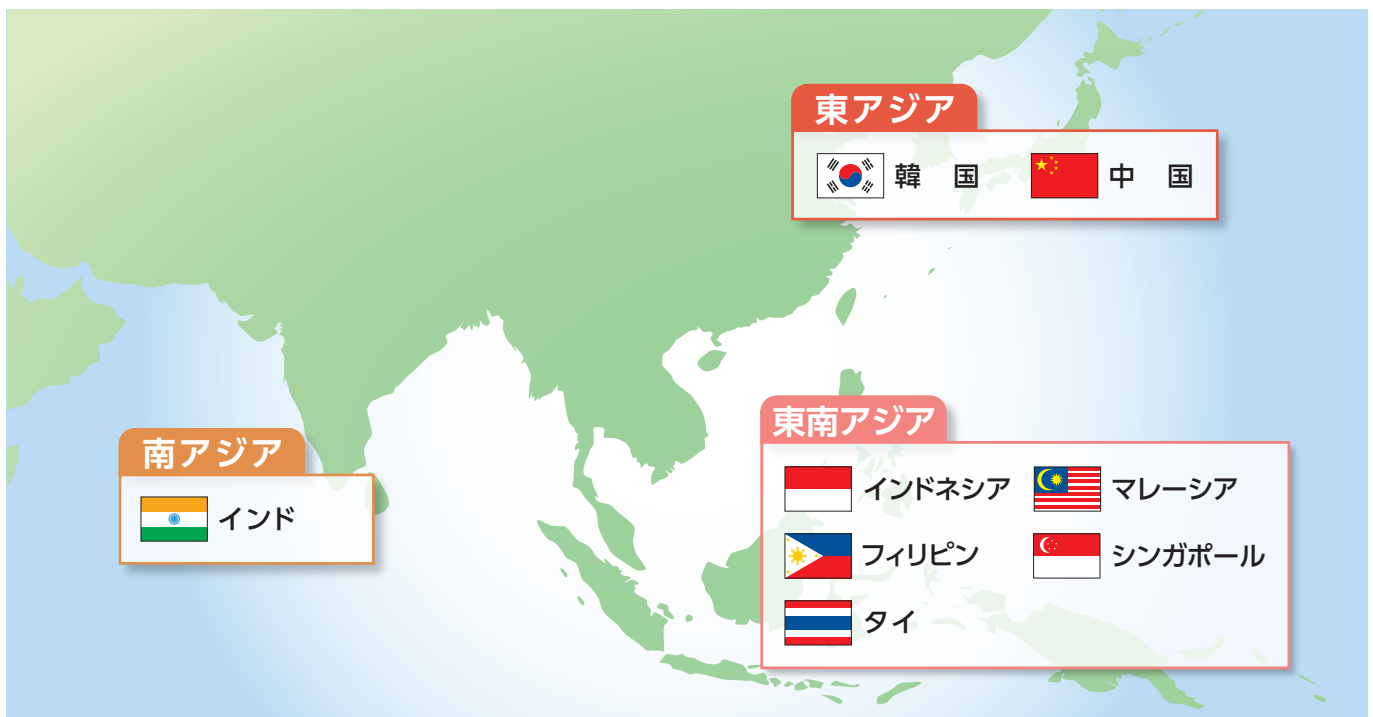 東アジア
韓　国
中　国
南アジア
インド
東南アジア
インドネシア
マレーシア
フィリピン
シンガポール
タイ